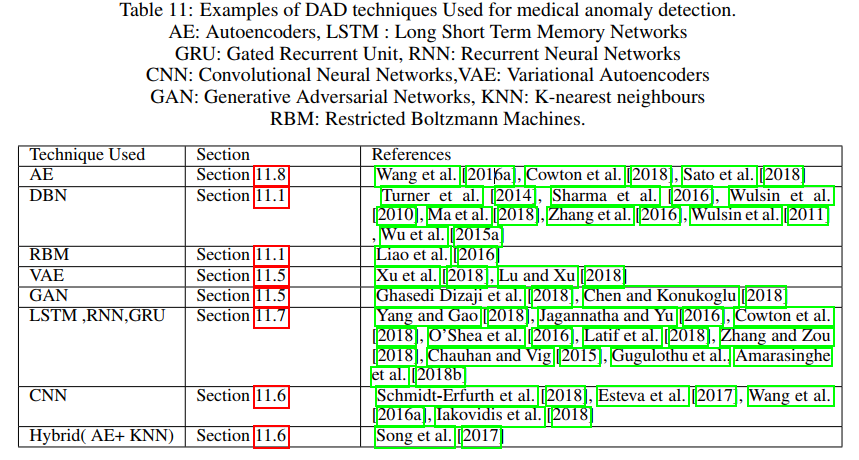 Table 11: Examples of DAD techniques Used for medical anomaly detection.
AE: Autoencoders, LSTM : Long Short Term Memory Networks
GRU: Gated Recurrent Unit, RNN: Recurrent Neural Networks
CNN: Convolutional Neural Networks,VAE: Variational Autoencoders
GAN: Generative Adversarial Networks, KNN: K-nearest neighbours
RBM: Restricted Boltzmann Machines.
Technique Used Section References
AE Section 11.8 Wang et al. [2016a], Cowton et al. [2018], Sato et al. [2018]
DBN Section 11.1 Turner et al. [2014], Sharma et al. [2016], Wulsin et al.
[2010], Ma et al. [2018], Zhang et al. [2016], Wulsin et al. [2011]
, Wu et al. [2015a]
RBM Section 11.1 Liao et al. [2016]
VAE Section 11.5 Xu et al. [2018], Lu and Xu [2018]
GAN Section 11.5 Ghasedi Dizaji et al. [2018], Chen and Konukoglu [2018]
LSTM ,RNN,GRU Section 11.7 Yang and Gao [2018], Jagannatha and Yu [2016], Cowton et al.
[2018], O'Shea et al. [2016], Latif et al. [2018], Zhang and Zou
[2018], Chauhan and Vig [2015], Gugulothu et al., Amarasinghe
et al. [2018b]
CNN Section 11.6 Schmidt-Erfurth et al. [2018], Esteva et al. [2017], Wang et al.
[2016a], Iakovidis et al. [2018]
Hybrid( AE+ KNN) Section 11.6 Song et al. [2017]